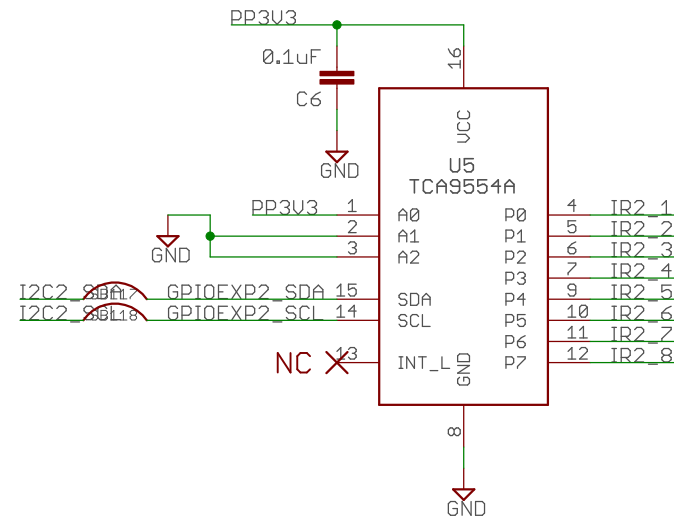 PP3V3
0.1uF
16
C6
VCC
GND
U5
TCA9554A
PP3V3 1 A0 P0 4 IR2_1
2 A1 P1 5 IR2_2
3 A2 P2 6 IR2_3
GND
P3 7 IR2_4
I2C2_SDA GPIOEXP2_SDA 15 SDA P4 9 IR2_5
I2C2_SCL GPIOEXP2_SCL 14 SCL P5 10 IR2_6
P6 11 IR2_7
NC 13 INT_L GND P7 12 IR2_8
8
GND